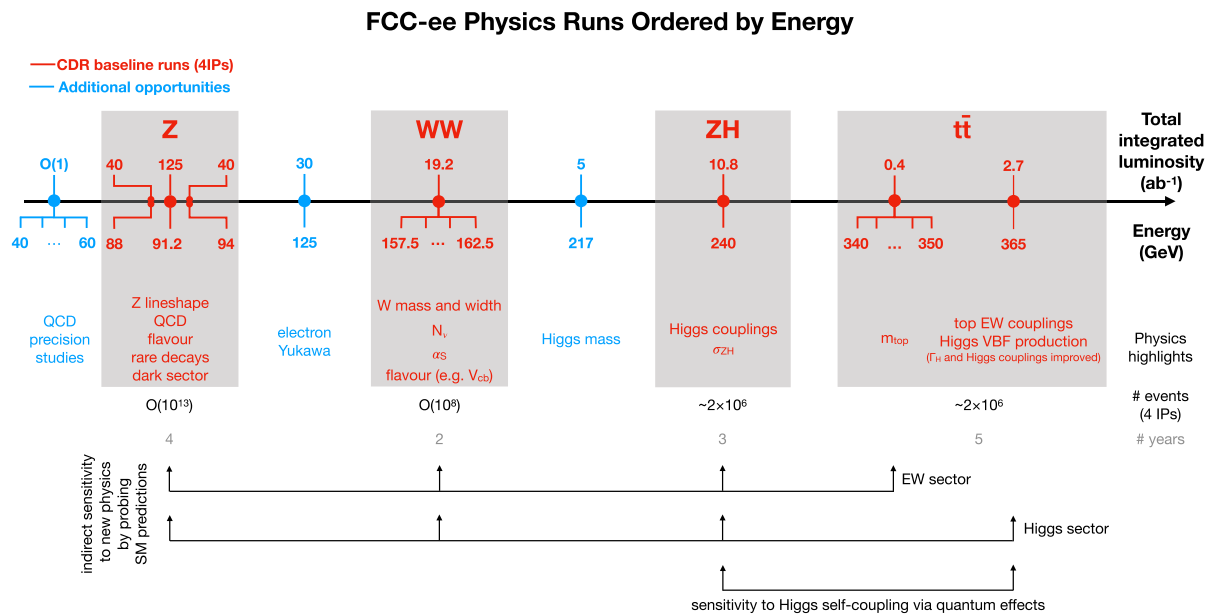 FCC-ee Physics Runs Ordered by Energy
CDR baseline runs (4IPs)
Additional opportunities
Z
WW
ZH
tt̄
Total
integrated
luminosity
(ab⁻¹)
O(1)
40
125
40
30
19.2
5
10.8
0.4
2.7
40
...
60
88
91.2
94
125
157.5
...
162.5
217
240
340
...
350
365
Energy
(GeV)
QCD
precision
studies
Z lineshape
QCD
flavour
rare decays
dark sector
electron
Yukawa
W mass and width
Nᵥ
αS
flavour (e.g. Vcb)
Higgs mass
Higgs couplings
σZH
mtop
top EW couplings
Higgs VBF production
(ΓH and Higgs couplings improved)
Physics
highlights
O(10¹³)
O(10⁸)
~2×10⁶
~2×10⁶
# events
(4 IPs)
4
2
3
5
# years
indirect sensitivity
to new physics
by probing
SM predictions
EW sector
Higgs sector
sensitivity to Higgs self-coupling via quantum effects